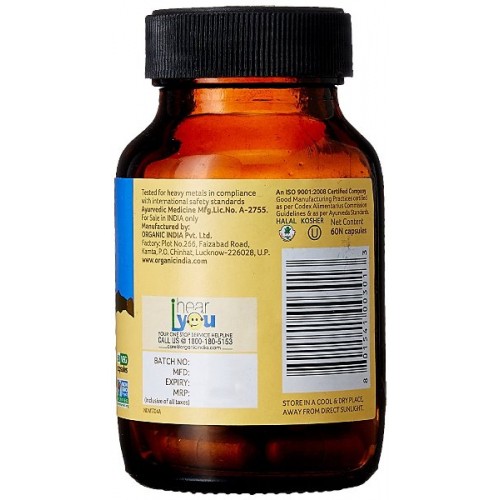 Tested for heavy metals in compliance
with international safety standards
Ayurvedic Medicine Mfg.Lic.No. A-2755.
For Sale in INDIA only
Manufactured by:
ORGANIC INDIA Pvt. Ltd.
Factory: Plot No.266, Faizabad Road,
Kamta, P.O. Chinhat, Lucknow-226028, U.P.
www.organicindia.com
i hear
you
YOUR ONE STOP SERVICE HELPLINE
CALL US @ 1800-180-5153
care@organicindia.com
BATCH NO:
MFD:
EXPIRY:
MRP:
(Inclusive of all taxes)
capsules
An ISO 9001:2008 Certified Company
Good Manufacturing Practices certified
as per Codex Alimentarius Commission
Guidelines & as per Ayurveda Standards
HALAL KOSHER Net Content
U 60N capsules
STORE IN A COOL & DRY PLACE,
AWAY FROM DIRECT SUNLIGHT.